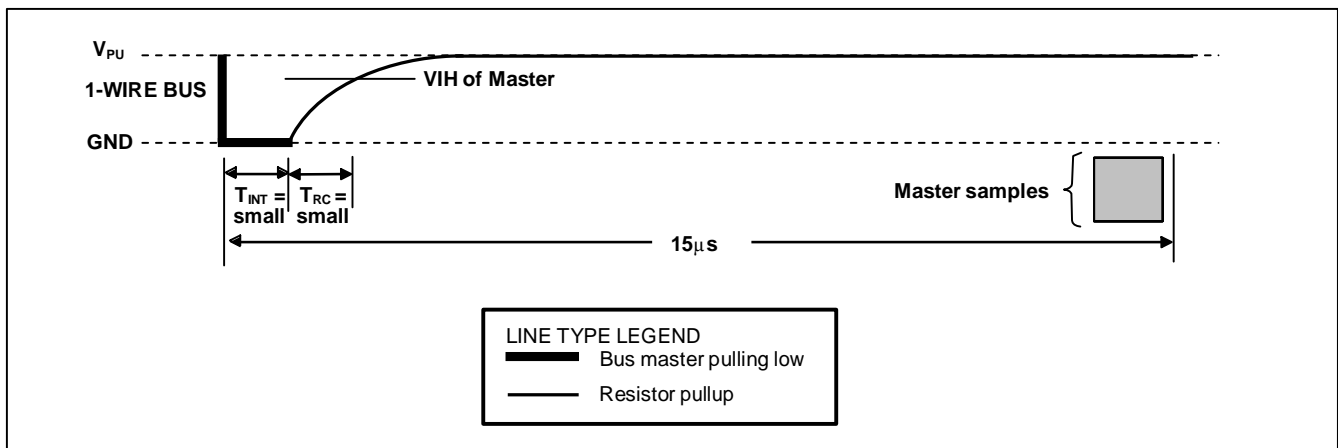 VPU
1-WIRE BUS
VIH of Master
GND
TINT =
small
TRC =
small
Master samples
15μs
LINE TYPE LEGEND
Bus master pulling low
Resistor pullup